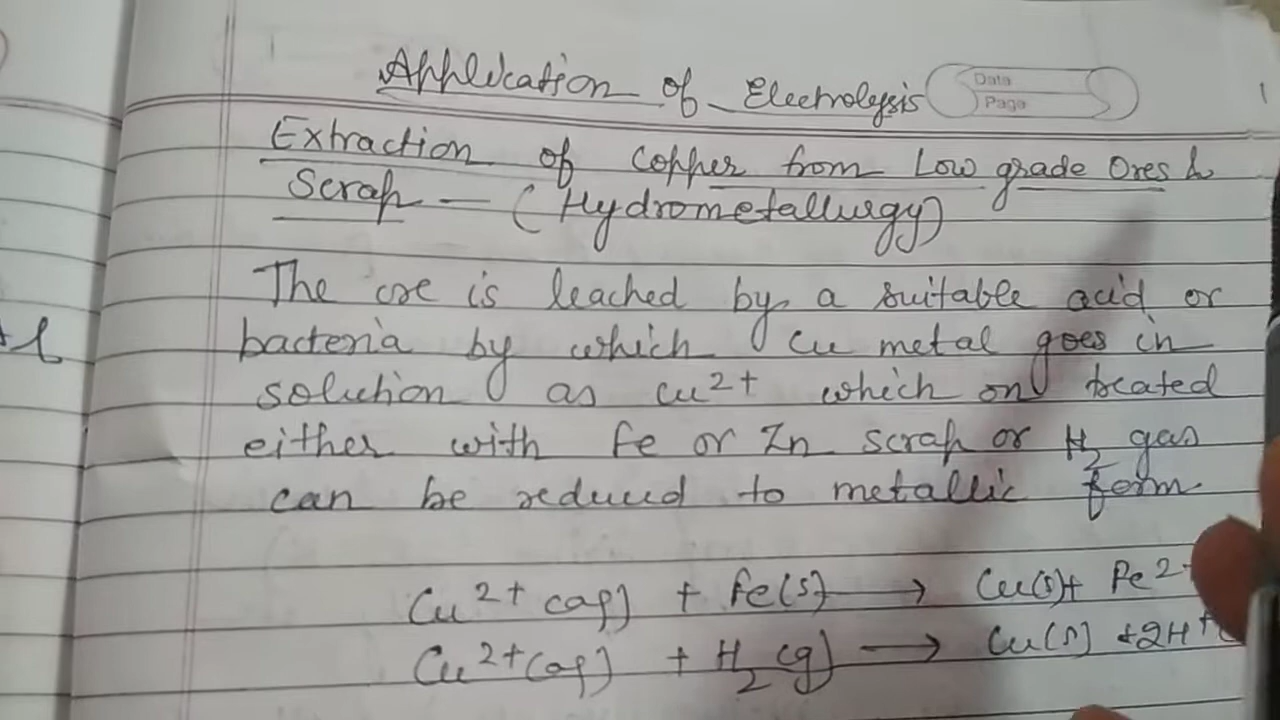 Application of Electrolysis
Data
Page
Extraction of Copper from Low grade Ores &
Scrap — (Hydrometallurgy)
The ore is leached by a suitable acid or
bacteria by which Cu metal goes in
solution as Cu²⁺ which on treated
either with Fe or Zn scrap or H₂ gas
can be reduced to metallic form
Cu²⁺(aq) + Fe(s) → Cu(s) + Fe²
Cu²⁺(aq) + H₂(g) → Cu(s) + 2H⁺